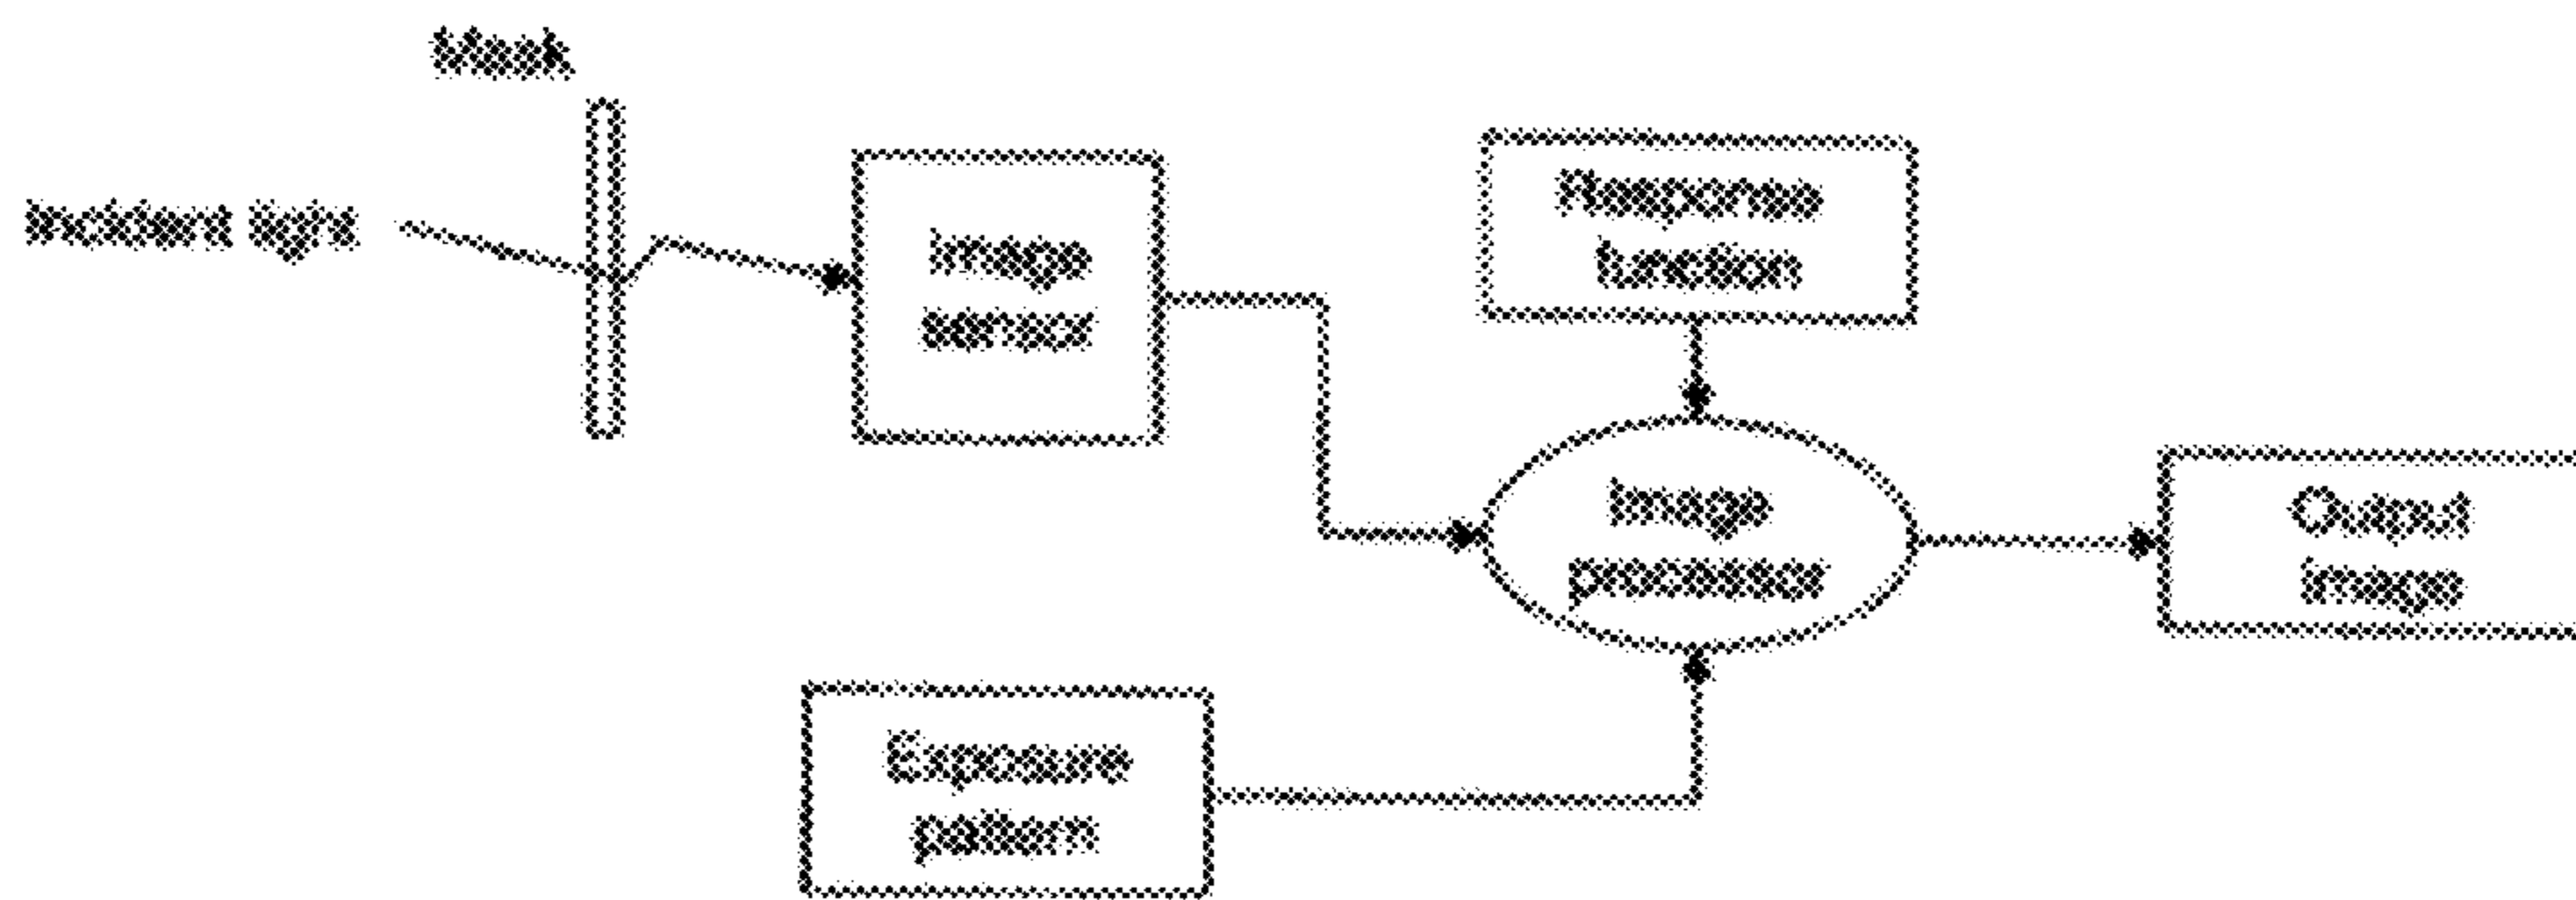 Mask
Incident light
Image
sensor
Response
function
Image
processor
Output
image
Exposure
pattern